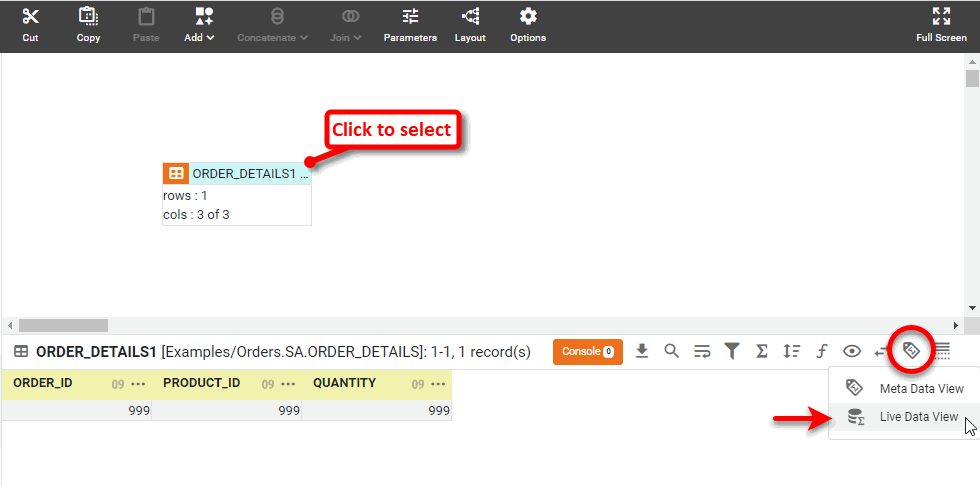 Cut Copy Paste Add Concatenate Join Parameters Layout Options Full Screen
Click to select
ORDER_DETAILS1 ...
rows : 1
cols : 3 of 3
ORDER_DETAILS1 [Examples/Orders.SA.ORDER_DETAILS]: 1-1, 1 record(s) Console 0
ORDER_ID 09 PRODUCT_ID 09 QUANTITY 09
999 999 999
Meta Data View
Live Data View